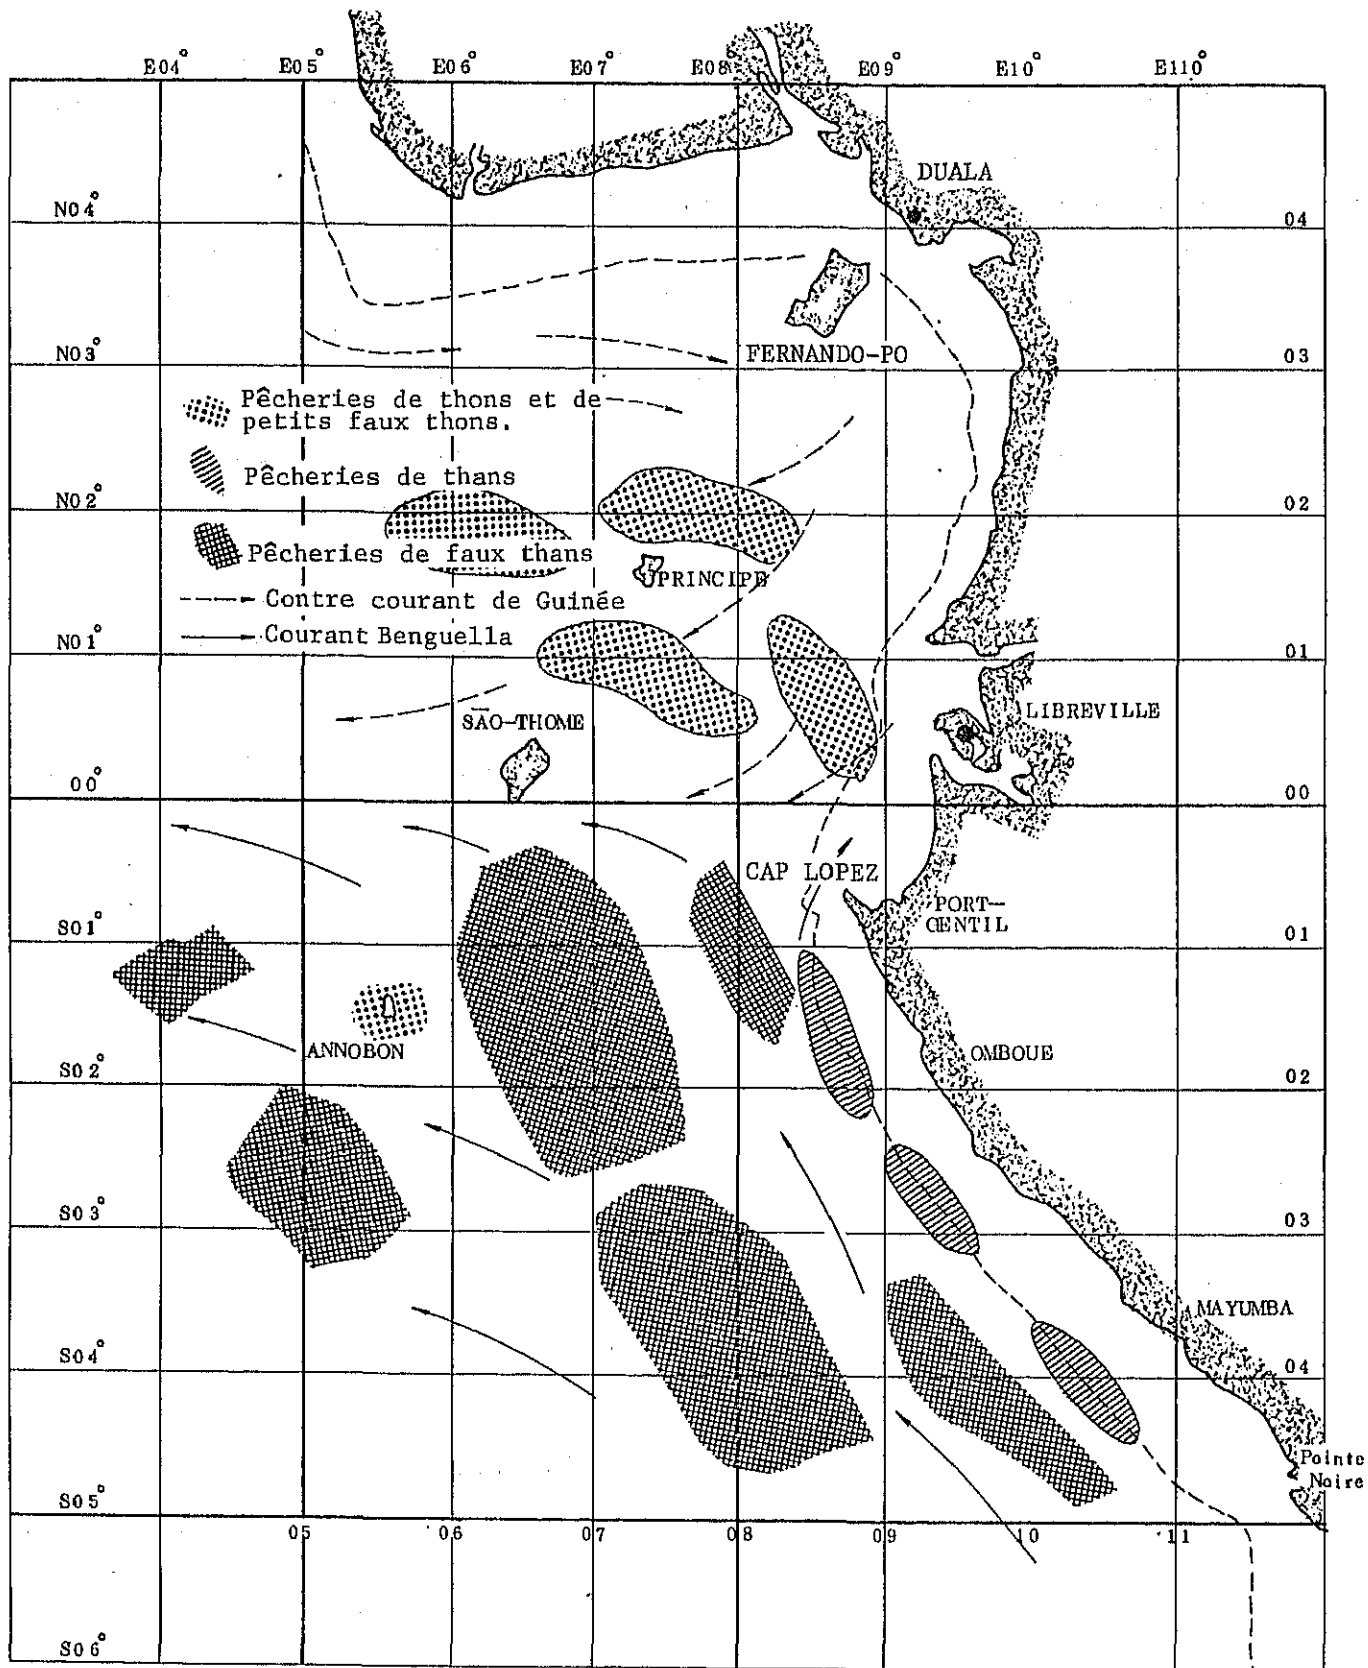 E04° E05° E06° E07° E08° E09° E10° E110°
DUALA
N04° 04
FERNANDO-PO
N03° 03
Pêcheries de thons et de
petits faux thons.
Pêcheries de thans
N02° 02
Pêcheries de faux thans
PRINCIPE
Contre courant de Guinée
Courant Benguella
N01° 01
LIBREVILLE
SÃO-THOME
00° 00
CAP LOPEZ
PORT-
GENTIL
S01° 01
ANNOBON
OMBOUE
S02° 02
S03° 03
MAYUMBA
S04° 04
Pointe
Noire
S05°
05 06 07 08 09 10 11
S06°